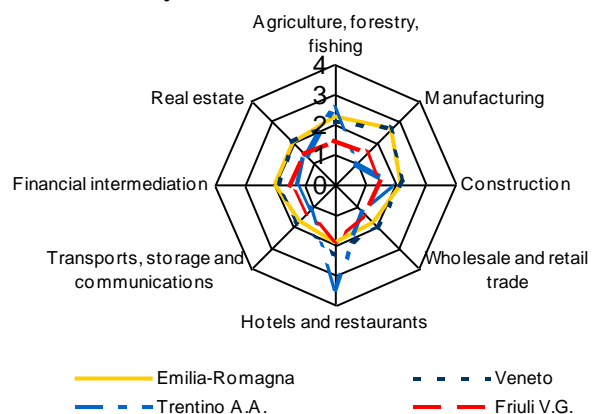 Agriculture, forestry,
fishing
4
3
2
1
0
Real estate
Manufacturing
Financial intermediation
Construction
Transports, storage and
communications
Wholesale and retail
trade
Hotels and restaurants
Emilia-Romagna
Veneto
Trentino A.A.
Friuli V.G.